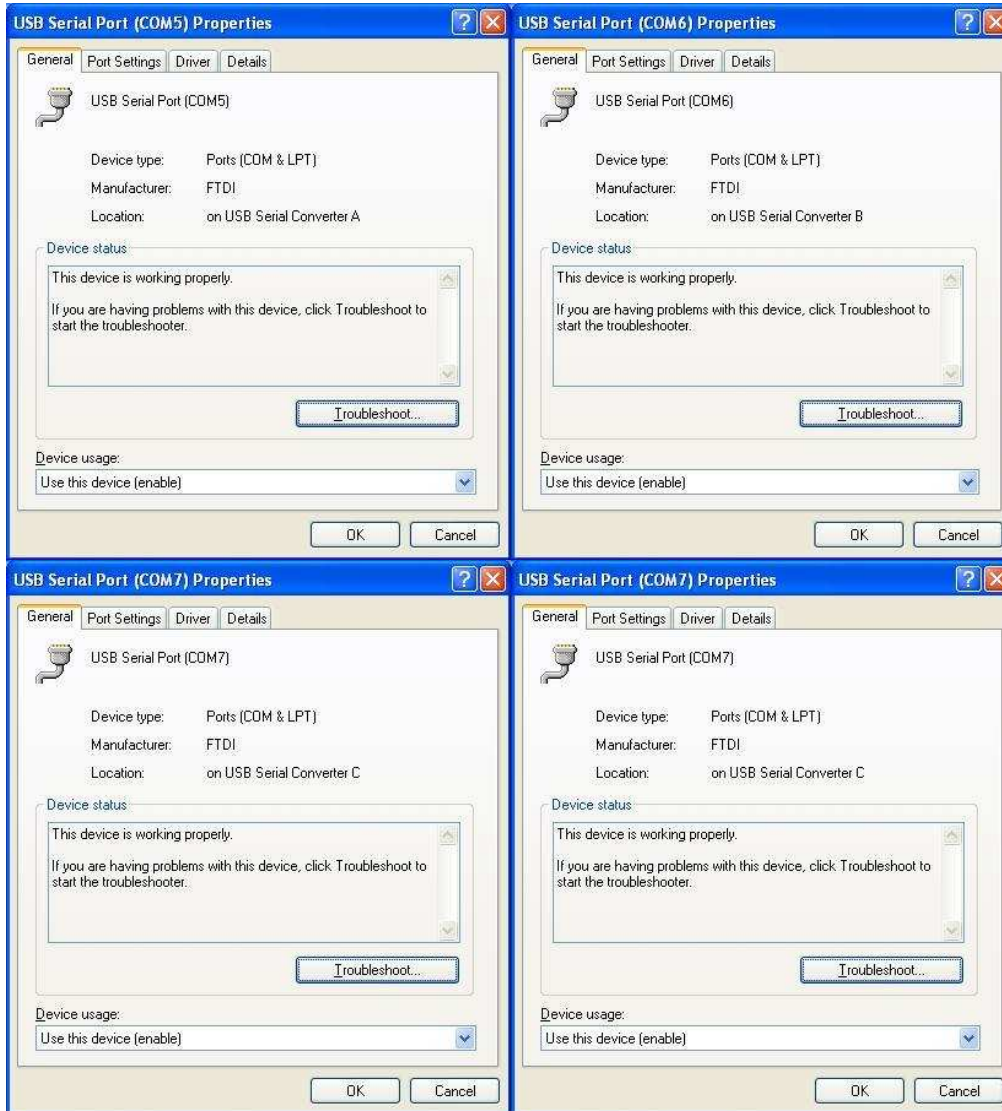 USB Serial Port (COM5) Properties
General Port Settings Driver Details
USB Serial Port (COM5)
Device type: Ports (COM & LPT)
Manufacturer: FTDI
Location: on USB Serial Converter A
Device status
This device is working properly.
If you are having problems with this device, click Troubleshoot to
start the troubleshooter.
Troubleshoot...
Device usage:
Use this device (enable)
OK Cancel
USB Serial Port (COM6) Properties
General Port Settings Driver Details
USB Serial Port (COM6)
Device type: Ports (COM & LPT)
Manufacturer: FTDI
Location: on USB Serial Converter B
Device status
This device is working properly.
If you are having problems with this device, click Troubleshoot to
start the troubleshooter.
Troubleshoot...
Device usage:
Use this device (enable)
OK Cancel
USB Serial Port (COM7) Properties
General Port Settings Driver Details
USB Serial Port (COM7)
Device type: Ports (COM & LPT)
Manufacturer: FTDI
Location: on USB Serial Converter C
Device status
This device is working properly.
If you are having problems with this device, click Troubleshoot to
start the troubleshooter.
Troubleshoot...
Device usage:
Use this device (enable)
OK Cancel
USB Serial Port (COM7) Properties
General Port Settings Driver Details
USB Serial Port (COM7)
Device type: Ports (COM & LPT)
Manufacturer: FTDI
Location: on USB Serial Converter C
Device status
This device is working properly.
If you are having problems with this device, click Troubleshoot to
start the troubleshooter.
Troubleshoot...
Device usage:
Use this device (enable)
OK Cancel